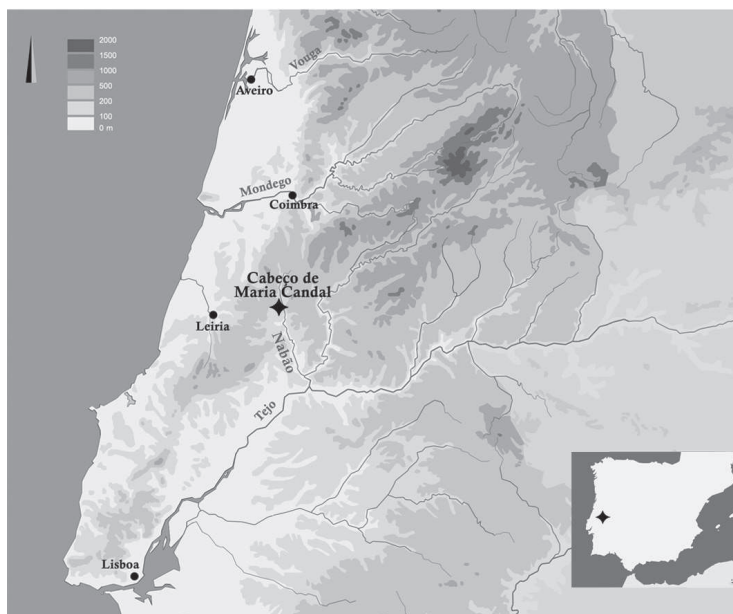 2000
1500
1000
500
200
100
0 m
Vouga
Aveiro
Mondego
Coimbra
Cabeço de
Maria Candal
Leiria
Nabão
Tejo
Lisboa